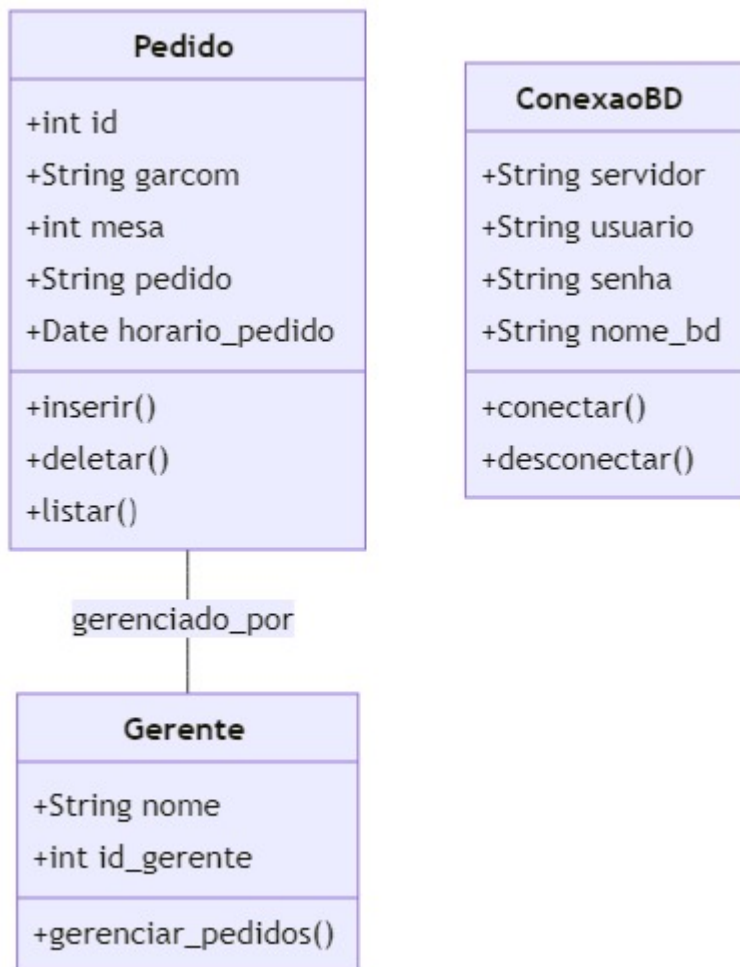 Pedido
+int id
+String garcom
+int mesa
+String pedido
+Date horario_pedido
+inserir()
+deletar()
+listar()
gerenciado_por
Gerente
+String nome
+int id_gerente
+gerenciar_pedidos()
ConexaoBD
+String servidor
+String usuario
+String senha
+String nome_bd
+conectar()
+desconectar()